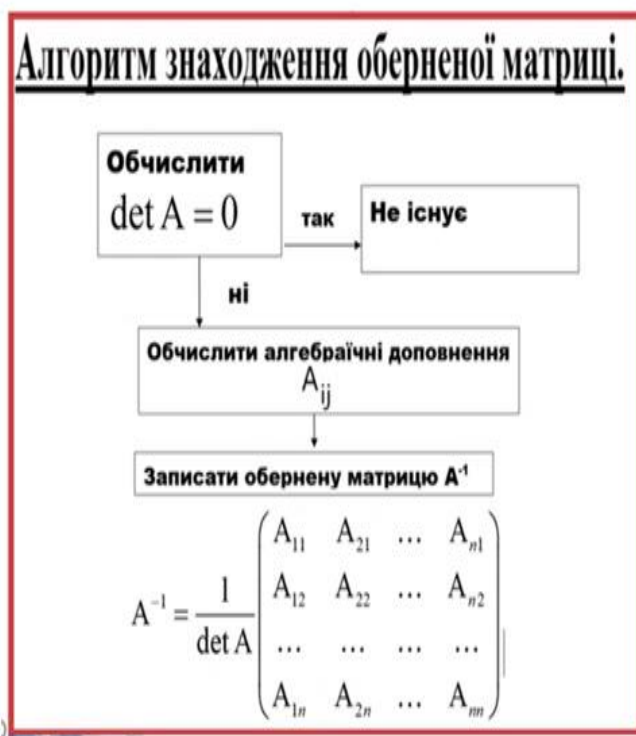 Алгоритм знаходження оберненої матриці.
Обчислити
det A = 0
так
Не існує
ні
Обчислити алгебраїчні доповнення
A_ij
Записати обернену матрицю A⁻¹
A⁻¹ = 1/det A
A₁₁ A₂₁ ... Aₙ₁
A₁₂ A₂₂ ... Aₙ₂
... ... ... ...
A₁ₙ A₂ₙ ... Aₙₙ